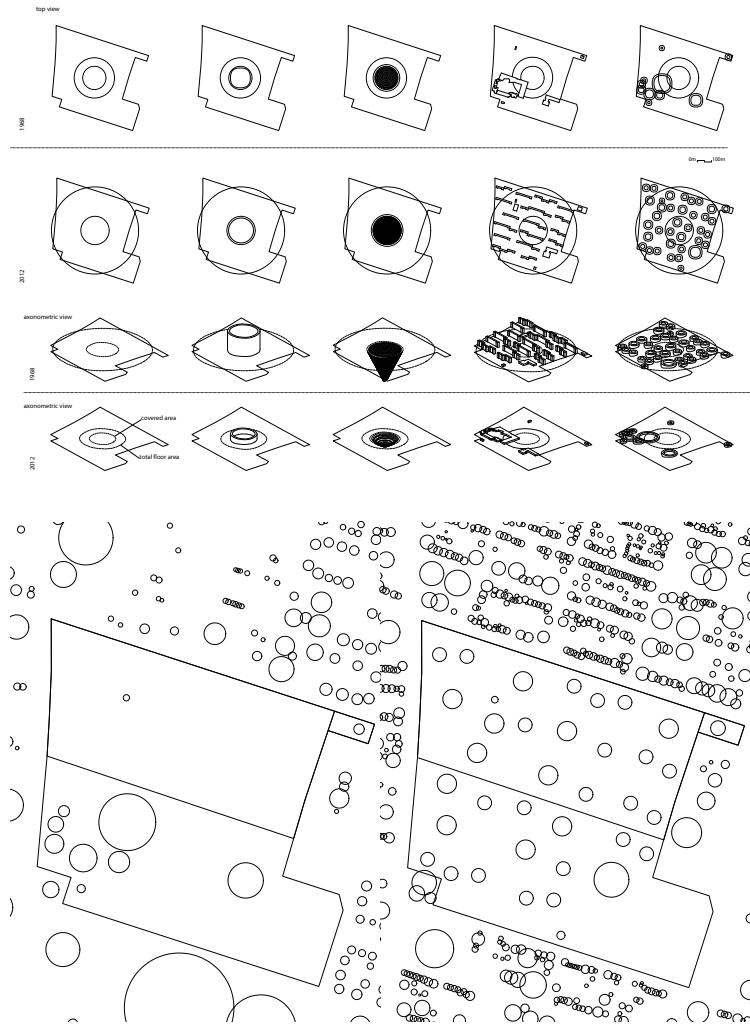 top view
1968
0m 100m
2012
axonometric view
1968
axonometric view
covered area
total floor area
2012